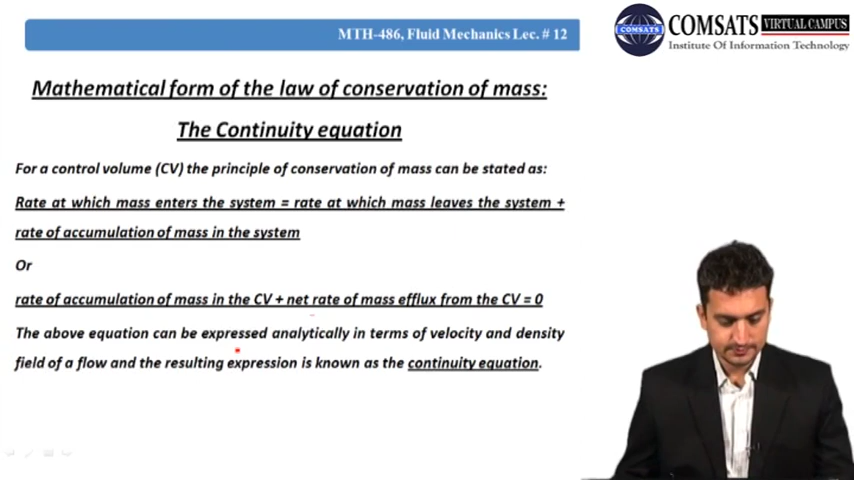 MTH-486, Fluid Mechanics Lec. # 12
COMSATS VIRTUAL CAMPUS
Institute Of Information Technology
COMSATS
Mathematical form of the law of conservation of mass:
The Continuity equation
For a control volume (CV) the principle of conservation of mass can be stated as:
Rate at which mass enters the system = rate at which mass leaves the system +
rate of accumulation of mass in the system
Or
rate of accumulation of mass in the CV + net rate of mass efflux from the CV = 0
The above equation can be expressed analytically in terms of velocity and density
field of a flow and the resulting expression is known as the continuity equation.